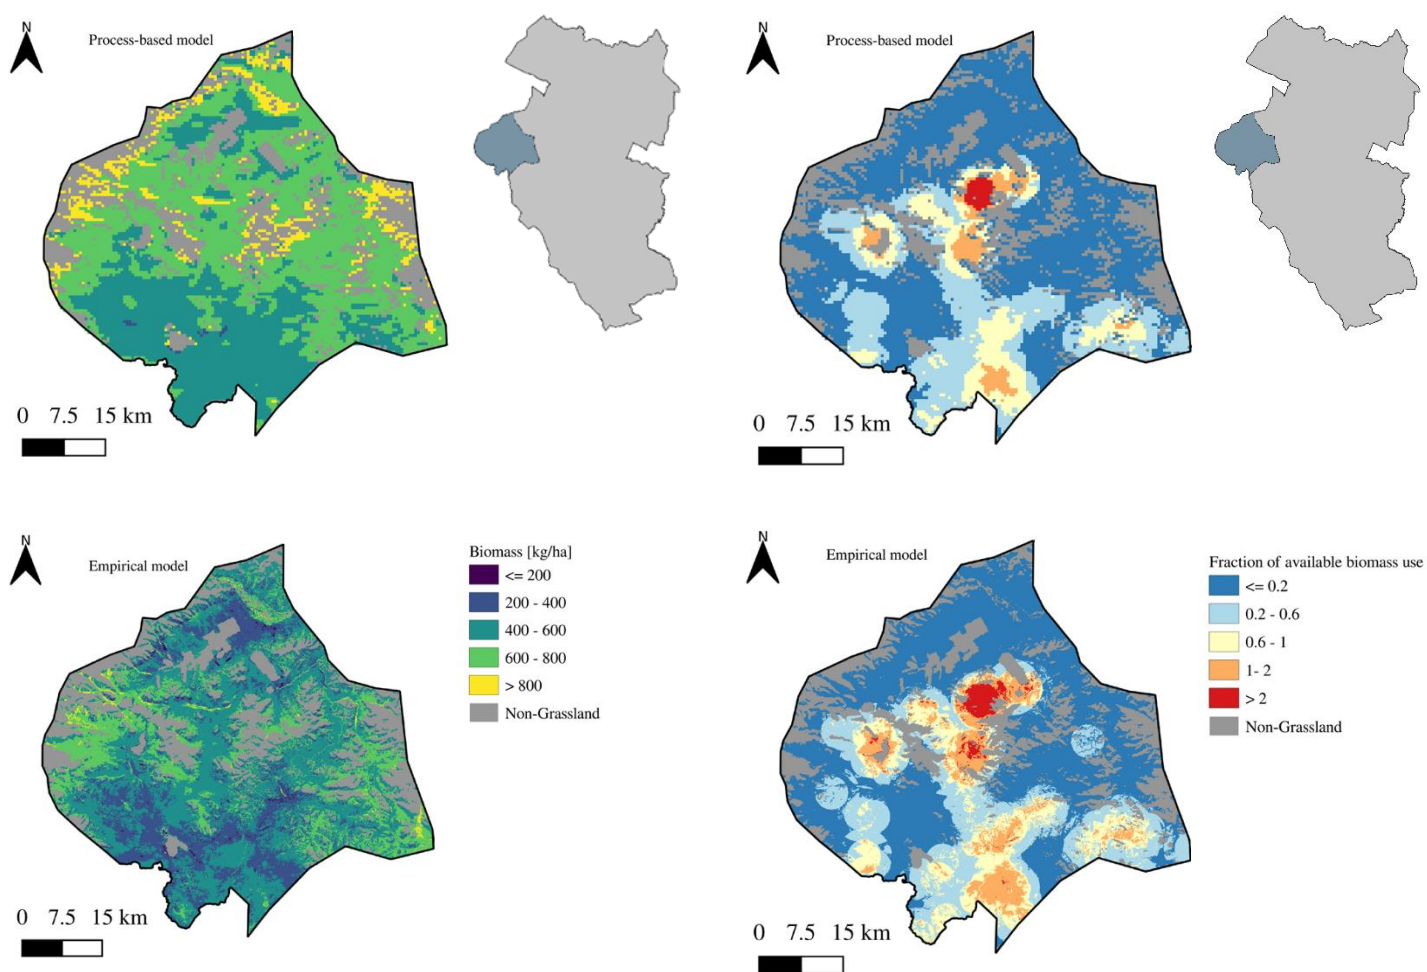 N
Process-based model
0 7.5 15 km
N
Process-based model
0 7.5 15 km
N
Empirical model
Biomass [kg/ha]
<= 200
200 - 400
400 - 600
600 - 800
> 800
Non-Grassland
0 7.5 15 km
N
Empirical model
Fraction of available biomass use
<= 0.2
0.2 - 0.6
0.6 - 1
1- 2
> 2
Non-Grassland
0 7.5 15 km